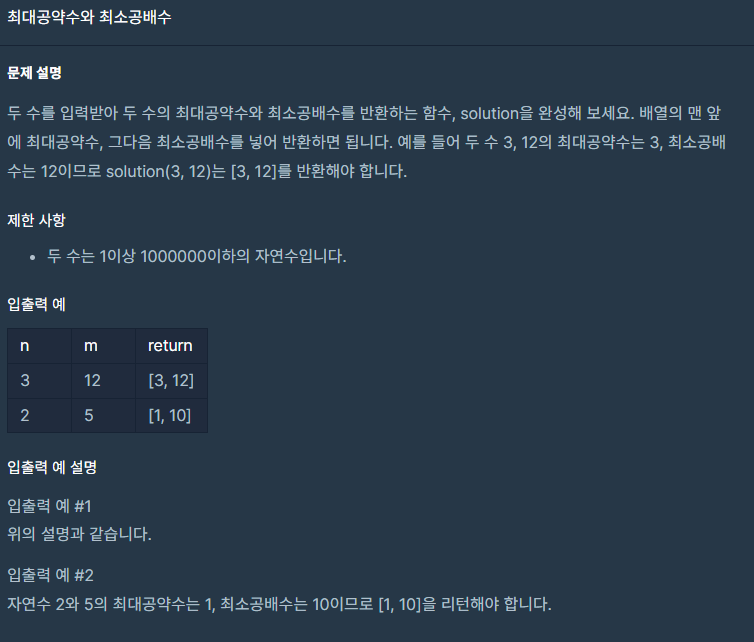 최대공약수와 최소공배수
문제 설명
두 수를 입력받아 두 수의 최대공약수와 최소공배수를 반환하는 함수, solution을 완성해 보세요. 배열의 맨 앞
에 최대공약수, 그다음 최소공배수를 넣어 반환하면 됩니다. 예를 들어 두 수 3, 12의 최대공약수는 3, 최소공배
수는 12이므로 solution(3, 12)는 [3, 12]를 반환해야 합니다.
제한 사항
• 두 수는 1이상 1000000이하의 자연수입니다.
입출력 예
n m return
3 12 [3, 12]
2 5 [1, 10]
입출력 예 설명
입출력 예 #1
위의 설명과 같습니다.
입출력 예 #2
자연수 2와 5의 최대공약수는 1, 최소공배수는 10이므로 [1, 10]을 리턴해야 합니다.